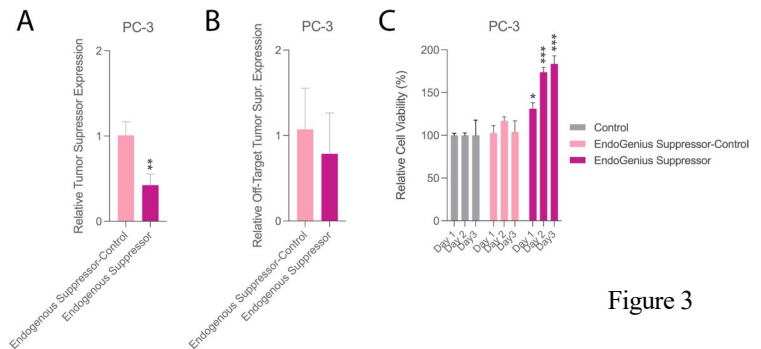 A
PC-3
Relative Tumor Suppressor Expression
2
1
0
**
Endogenous Suppressor-Control
Endogenous Suppressor
B
PC-3
Relative Off-Target Tumor Supr. Expression
2
1
0
Endogenous Suppressor-Control
Endogenous Suppressor
C
PC-3
Relative Cell Viability (%)
200
150
100
50
0
*
***
***
Day 1
Day 2
Day3
Day 1
Day 2
Day3
Day 1
Day 2
Day3
Control
EndoGenius Suppressor-Control
EndoGenius Suppressor
Figure 3